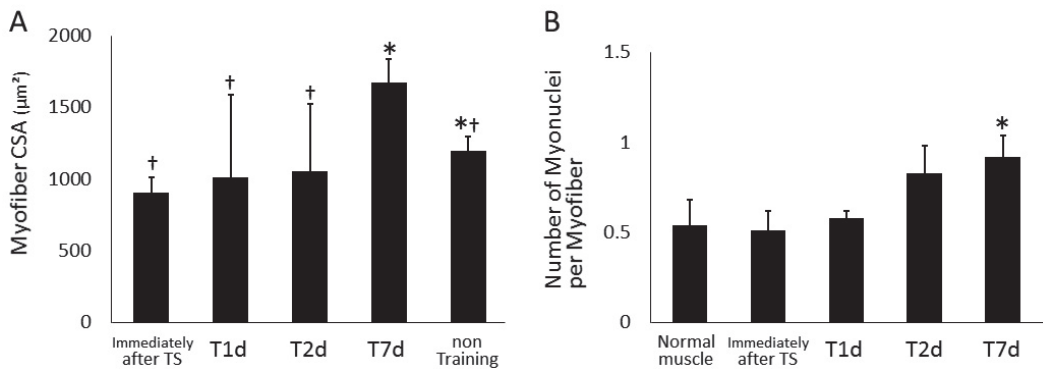 A
Myofiber CSA (μm²)
2000
1500
1000
500
0
†
†
†
*
*†
Immediately
after TS
T1d
T2d
T7d
non
Training
B
Number of Myonuclei
per Myofiber
1.5
1
0.5
0
*
Normal
muscle
Immediately
after TS
T1d
T2d
T7d